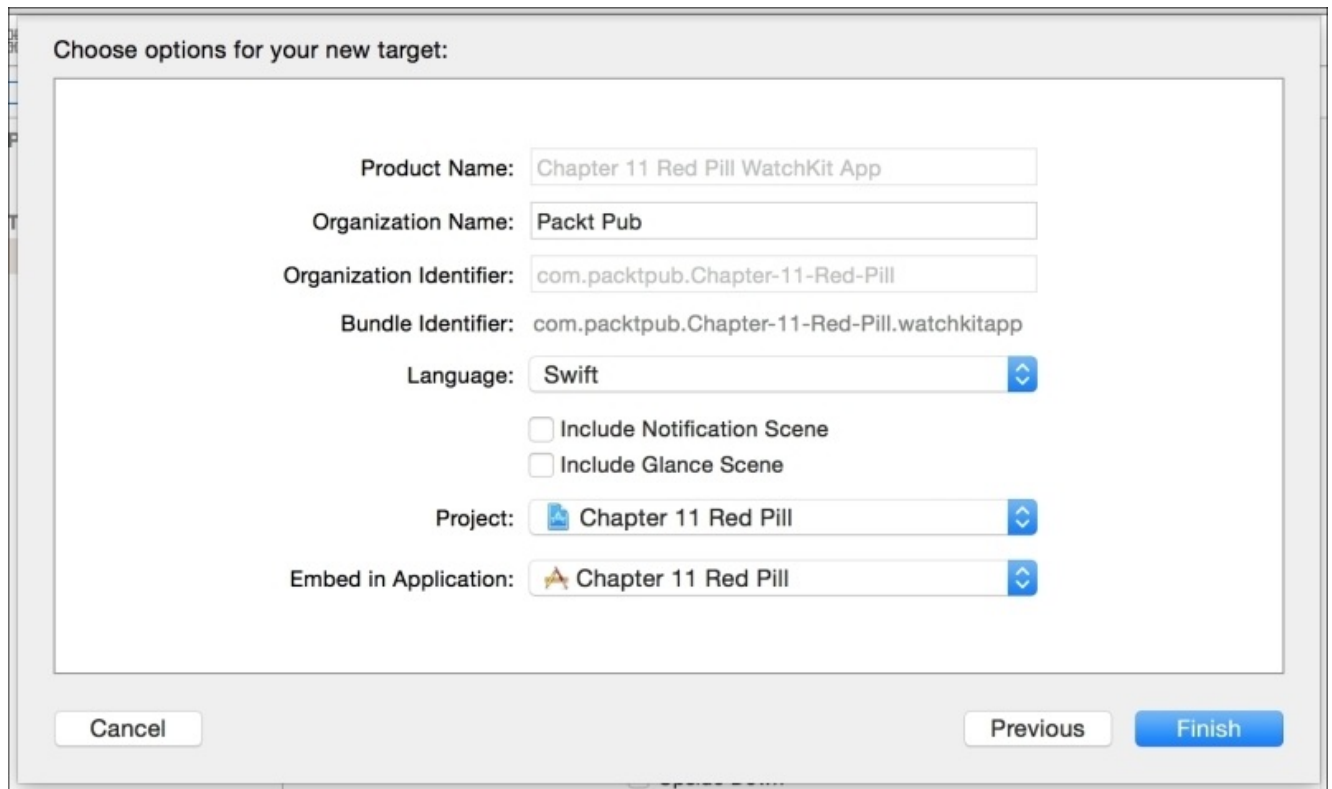 Choose options for your new target:
Product Name: Chapter 11 Red Pill WatchKit App
Organization Name: Packt Pub
Organization Identifier: com.packtpub.Chapter-11-Red-Pill
Bundle Identifier: com.packtpub.Chapter-11-Red-Pill.watchkitapp
Language: Swift
Include Notification Scene
Include Glance Scene
Project: Chapter 11 Red Pill
Embed in Application: Chapter 11 Red Pill
Cancel Previous Finish